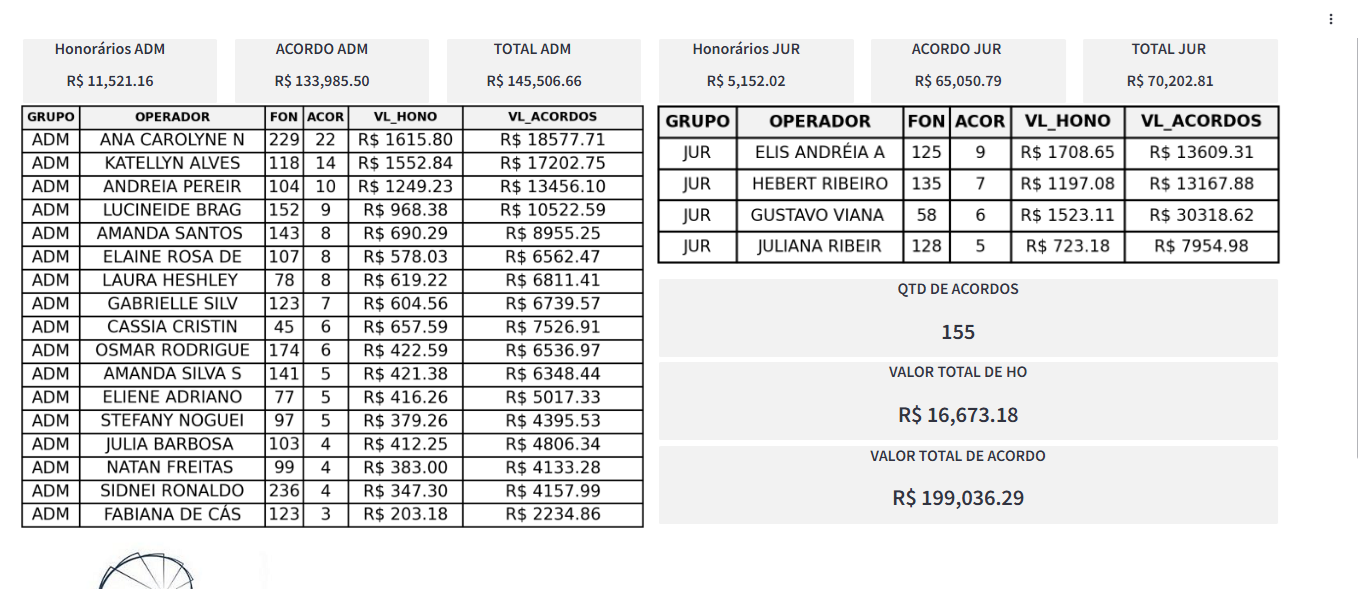 Honorários ADM
R$ 11,521.16
ACORDO ADM
R$ 133,985.50
TOTAL ADM
R$ 145,506.66
Honorários JUR
R$ 5,152.02
ACORDO JUR
R$ 65,050.79
TOTAL JUR
R$ 70,202.81
GRUPO OPERADOR FON ACOR VL_HONO VL_ACORDOS
ADM ANA CAROLYNE N 229 22 R$ 1615.80 R$ 18577.71
ADM KATELLYN ALVES 118 14 R$ 1552.84 R$ 17202.75
ADM ANDREIA PEREIR 104 10 R$ 1249.23 R$ 13456.10
ADM LUCINEIDE BRAG 152 9 R$ 968.38 R$ 10522.59
ADM AMANDA SANTOS 143 8 R$ 690.29 R$ 8955.25
ADM ELAINE ROSA DE 107 8 R$ 578.03 R$ 6562.47
ADM LAURA HESHLEY 78 8 R$ 619.22 R$ 6811.41
ADM GABRIELLE SILV 123 7 R$ 604.56 R$ 6739.57
ADM CASSIA CRISTIN 45 6 R$ 657.59 R$ 7526.91
ADM OSMAR RODRIGUE 174 6 R$ 422.59 R$ 6536.97
ADM AMANDA SILVA S 141 5 R$ 421.38 R$ 6348.44
ADM ELIENE ADRIANO 77 5 R$ 416.26 R$ 5017.33
ADM STEFANY NOGUEI 97 5 R$ 379.26 R$ 4395.53
ADM JULIA BARBOSA 103 4 R$ 412.25 R$ 4806.34
ADM NATAN FREITAS 99 4 R$ 383.00 R$ 4133.28
ADM SIDNEI RONALDO 236 4 R$ 347.30 R$ 4157.99
ADM FABIANA DE CÁS 123 3 R$ 203.18 R$ 2234.86
GRUPO OPERADOR FON ACOR VL_HONO VL_ACORDOS
JUR ELIS ANDRÉIA A 125 9 R$ 1708.65 R$ 13609.31
JUR HEBERT RIBEIRO 135 7 R$ 1197.08 R$ 13167.88
JUR GUSTAVO VIANA 58 6 R$ 1523.11 R$ 30318.62
JUR JULIANA RIBEIR 128 5 R$ 723.18 R$ 7954.98
QTD DE ACORDOS
155
VALOR TOTAL DE HO
R$ 16,673.18
VALOR TOTAL DE ACORDO
R$ 199,036.29